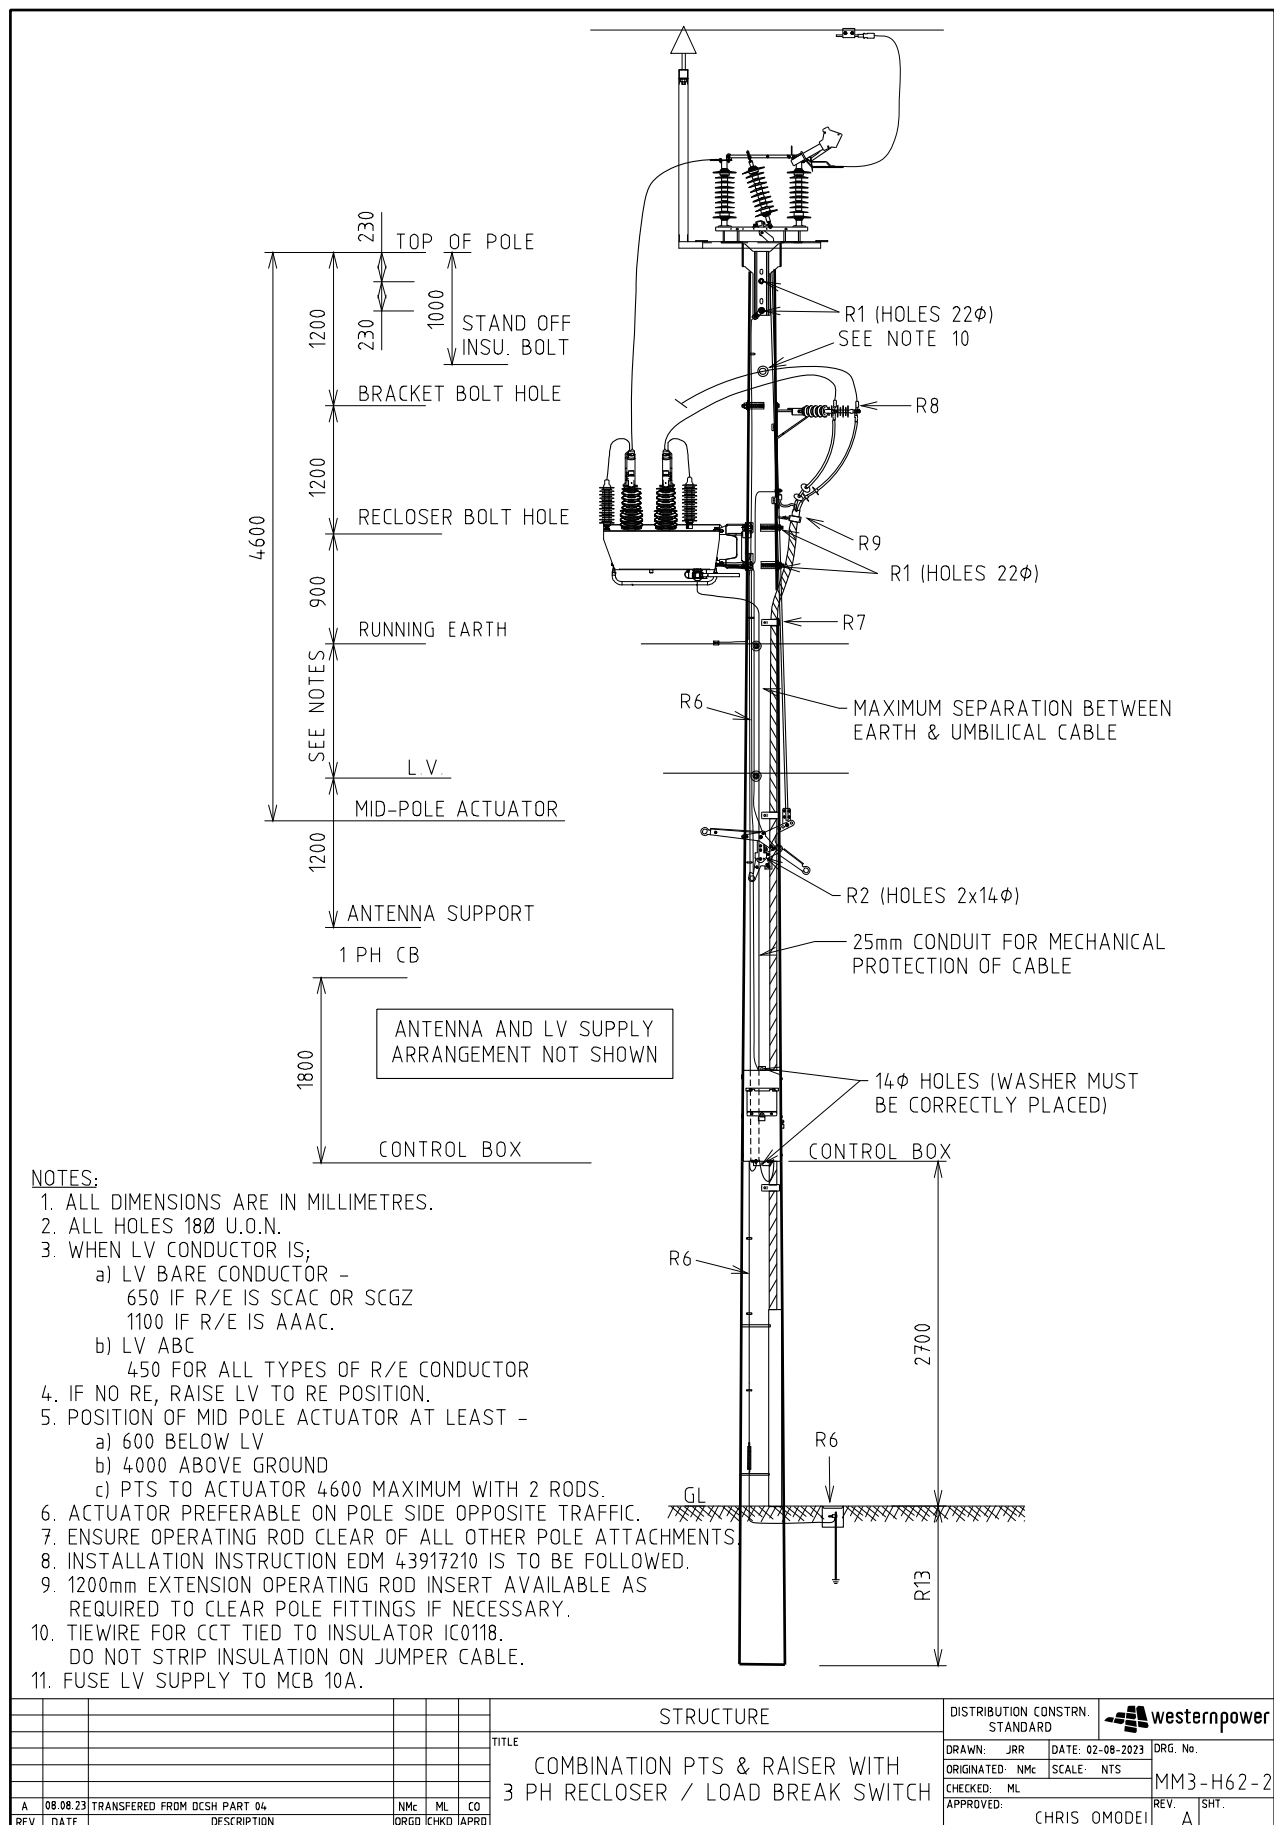 230
TOP OF POLE
1200
230
1000
STAND OFF
INSU. BOLT
R1 (HOLES 22Φ)
SEE NOTE 10
BRACKET BOLT HOLE
R8
1200
4600
RECLOSER BOLT HOLE
R9
R1 (HOLES 22Φ)
900
RUNNING EARTH
R7
SEE NOTES
R6
MAXIMUM SEPARATION BETWEEN
EARTH & UMBILICAL CABLE
L.V.
MID-POLE ACTUATOR
1200
R2 (HOLES 2x14Φ)
ANTENNA SUPPORT
1 PH CB
25mm CONDUIT FOR MECHANICAL
PROTECTION OF CABLE
ANTENNA AND LV SUPPLY
ARRANGEMENT NOT SHOWN
1800
14Φ HOLES (WASHER MUST
BE CORRECTLY PLACED)
CONTROL BOX
CONTROL BOX
R6
2700
R6
GL
R13
NOTES:
1. ALL DIMENSIONS ARE IN MILLIMETRES.
2. ALL HOLES 18Ø U.O.N.
3. WHEN LV CONDUCTOR IS;
a) LV BARE CONDUCTOR -
650 IF R/E IS SCAC OR SCGZ
1100 IF R/E IS AAAC.
b) LV ABC
450 FOR ALL TYPES OF R/E CONDUCTOR
4. IF NO RE, RAISE LV TO RE POSITION.
5. POSITION OF MID POLE ACTUATOR AT LEAST -
a) 600 BELOW LV
b) 4000 ABOVE GROUND
c) PTS TO ACTUATOR 4600 MAXIMUM WITH 2 RODS.
6. ACTUATOR PREFERABLE ON POLE SIDE OPPOSITE TRAFFIC.
7. ENSURE OPERATING ROD CLEAR OF ALL OTHER POLE ATTACHMENTS.
8. INSTALLATION INSTRUCTION EDM 43917210 IS TO BE FOLLOWED.
9. 1200mm EXTENSION OPERATING ROD INSERT AVAILABLE AS
REQUIRED TO CLEAR POLE FITTINGS IF NECESSARY.
10. TIEWIRE FOR CCT TIED TO INSULATOR IC0118.
DO NOT STRIP INSULATION ON JUMPER CABLE.
11. FUSE LV SUPPLY TO MCB 10A.
A 08.08.23 TRANSFERED FROM DCSH PART 04 NMc ML CO
REV. DATE DESCRIPTION ORGD CHKD APRD
STRUCTURE
TITLE
COMBINATION PTS & RAISER WITH
3 PH RECLOSER / LOAD BREAK SWITCH
DISTRIBUTION CONSTRN.
STANDARD
westernpower
DRAWN: JRR DATE: 02-08-2023 DRG. No.
ORIGINATED: NMc SCALE: NTS
MM3-H62-2
CHECKED: ML
APPROVED: CHRIS OMODEI
REV. A SHT.